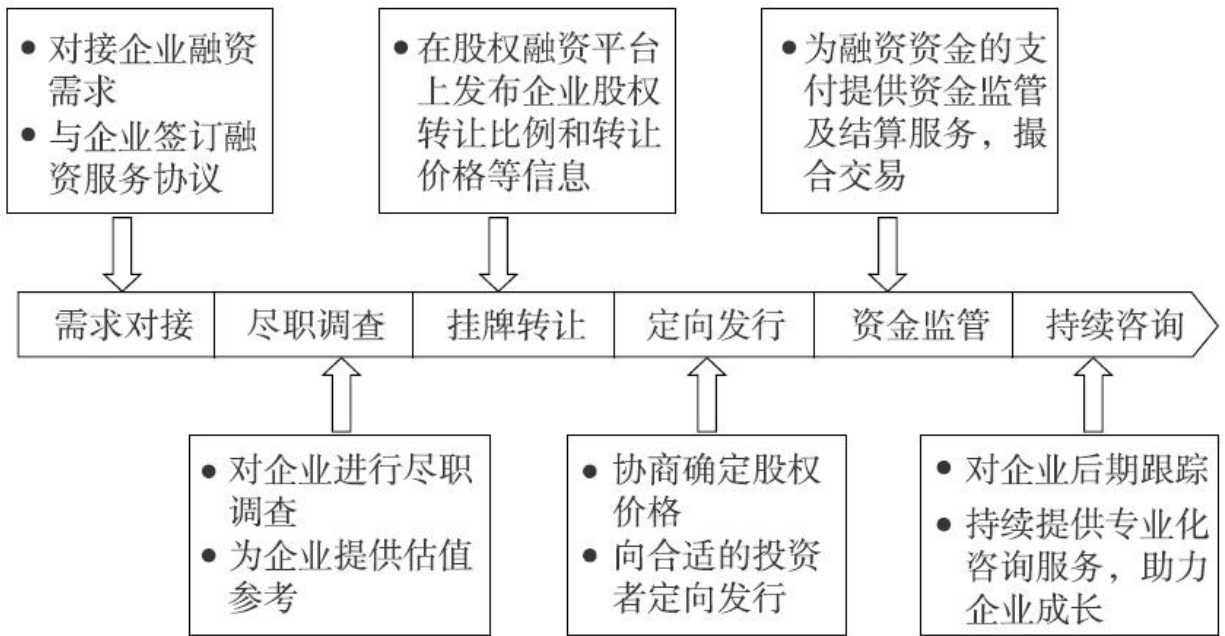 ● 对接企业融资
需求
● 与企业签订融
资服务协议
● 在股权融资平台
上发布企业股权
转让比例和转让
价格等信息
● 为融资资金的支
付提供资金监管
及结算服务，撮
合交易
需求对接
尽职调查
挂牌转让
定向发行
资金监管
持续咨询
● 对企业进行尽职
调查
● 为企业提供估值
参考
● 协商确定股权
价格
● 向合适的投资
者定向发行
● 对企业后期跟踪
● 持续提供专业化
咨询服务，助力
企业成长